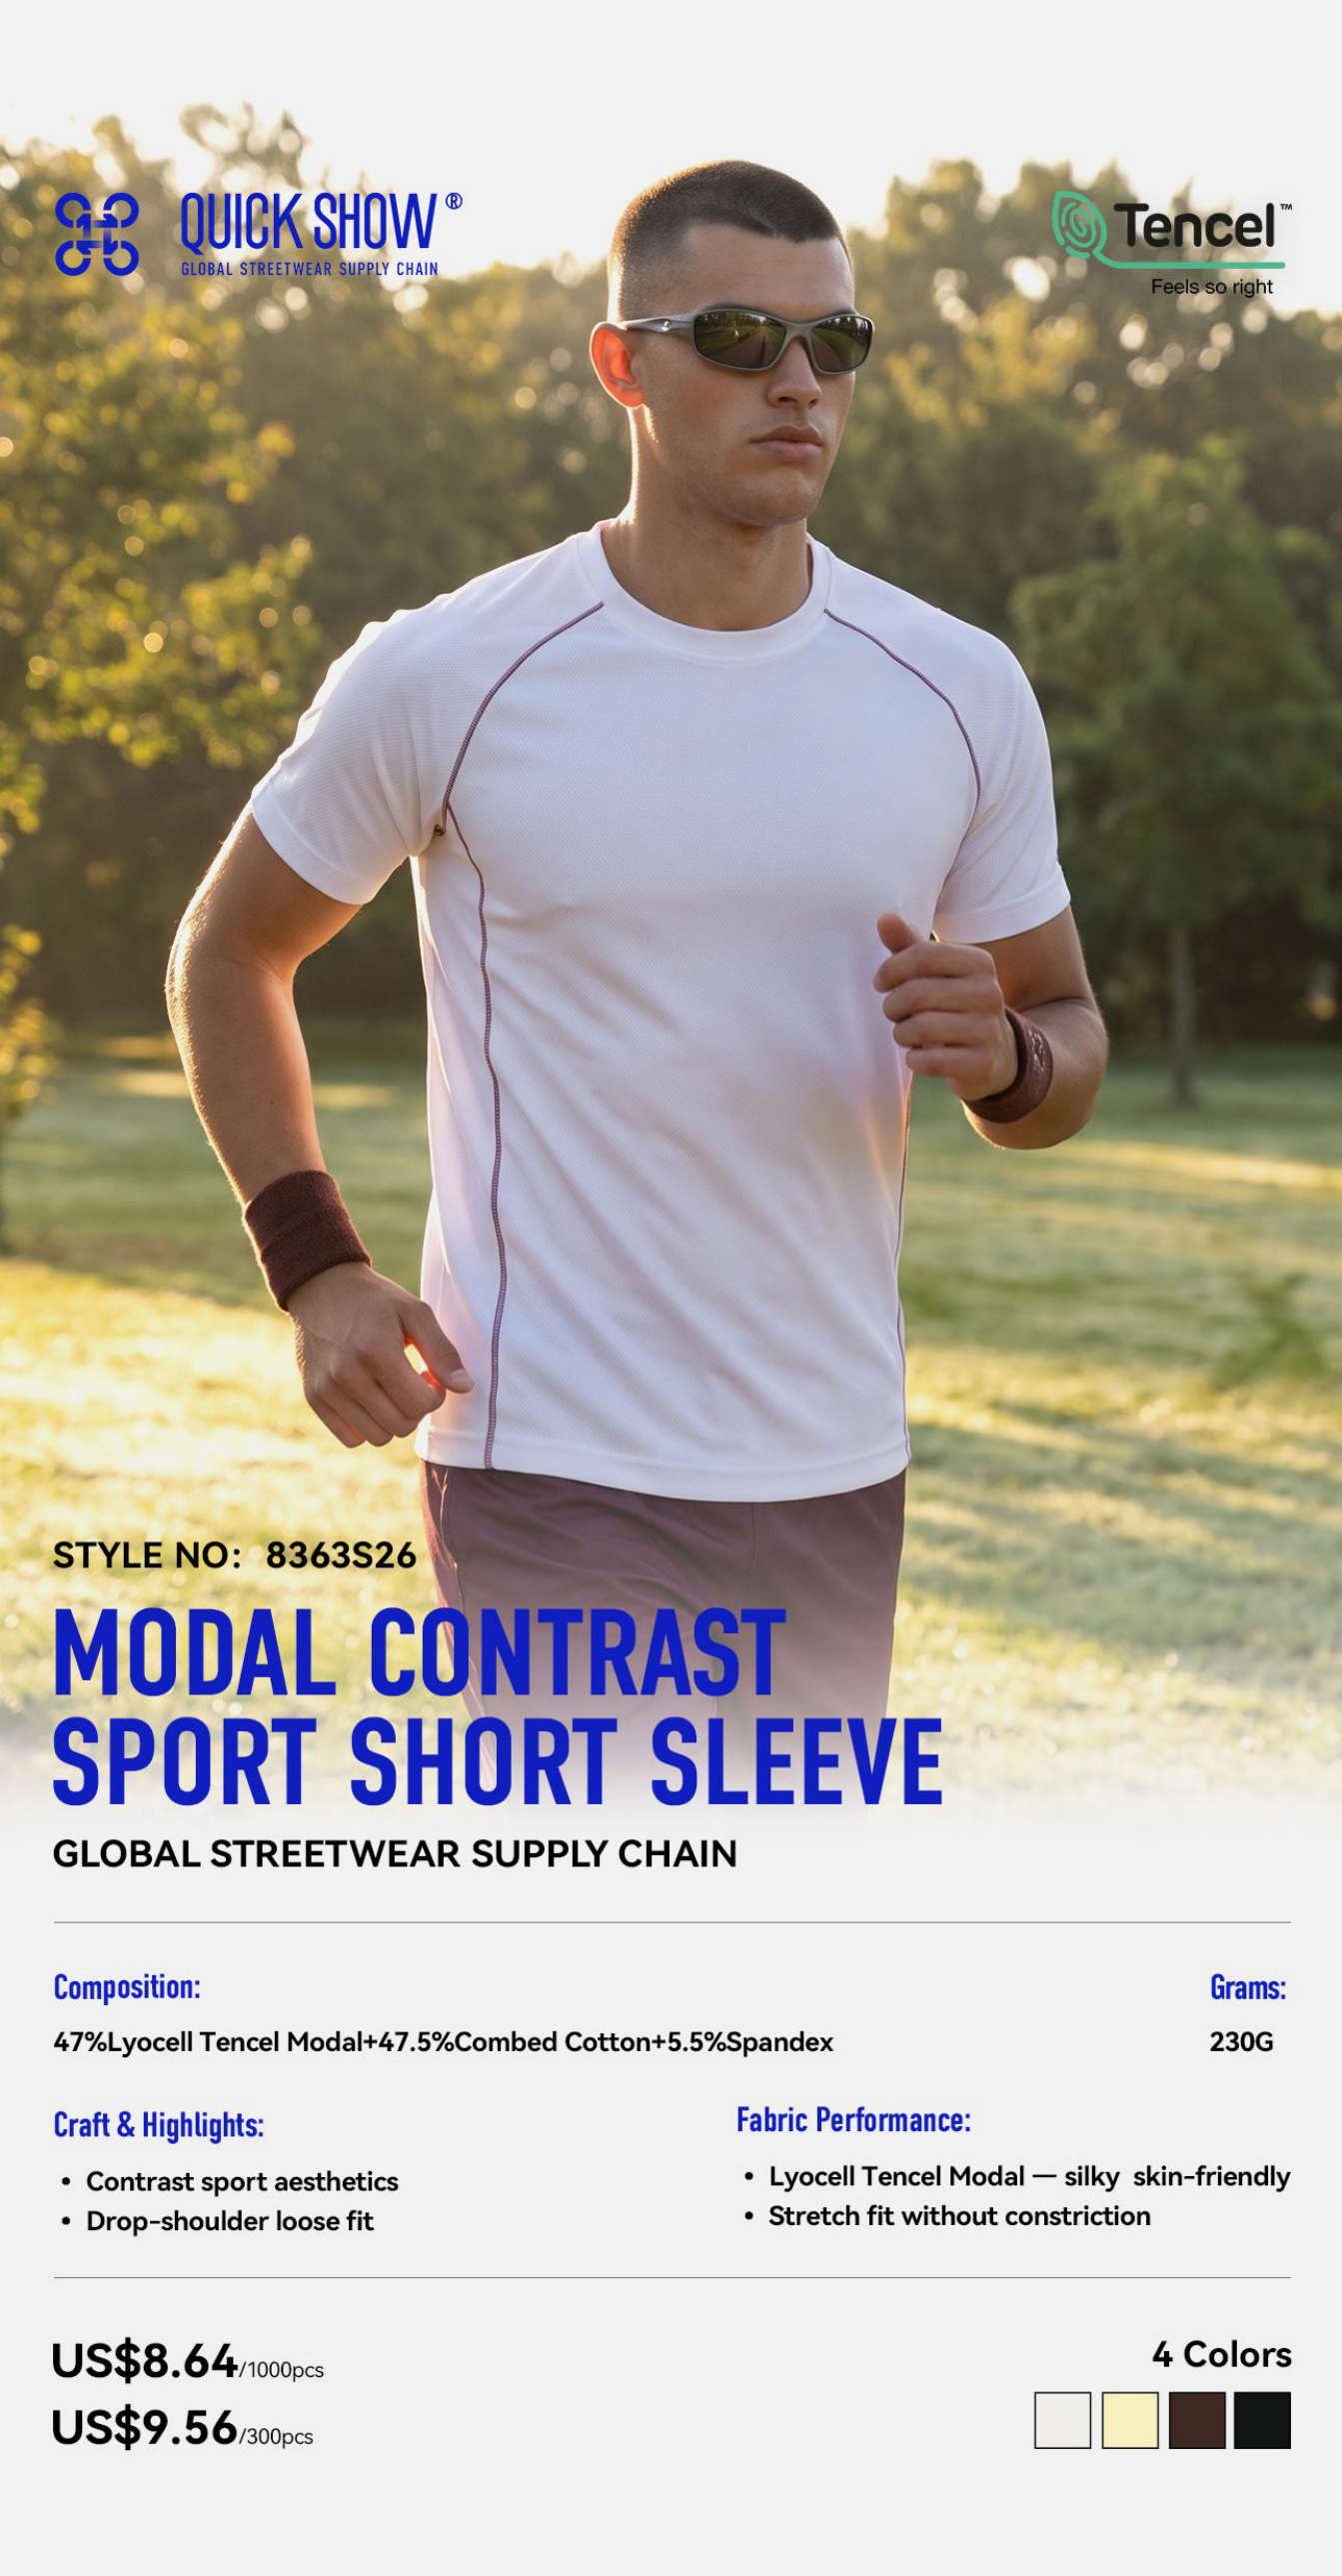 QUICK SHOW®
GLOBAL STREETWEAR SUPPLY CHAIN
Tencel™
Feels so right
STYLE NO: 8363S26
MODAL CONTRAST
SPORT SHORT SLEEVE
GLOBAL STREETWEAR SUPPLY CHAIN
Composition:
47%Lyocell Tencel Modal+47.5%Combed Cotton+5.5%Spandex
Grams:
230G
Craft & Highlights:
• Contrast sport aesthetics
• Drop-shoulder loose fit
Fabric Performance:
• Lyocell Tencel Modal — silky skin-friendly
• Stretch fit without constriction
US$8.64/1000pcs
US$9.56/300pcs
4 Colors